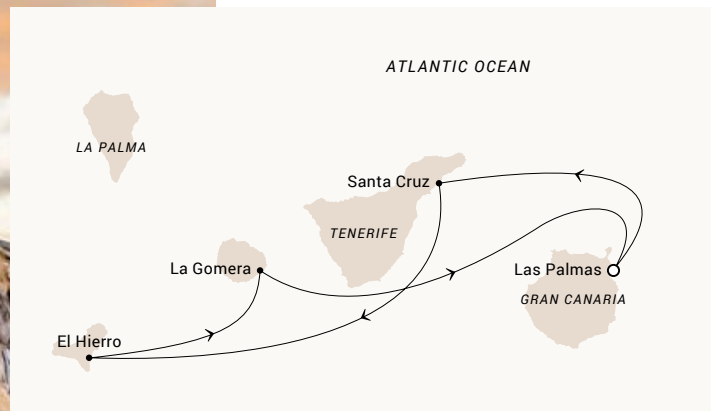 ATLANTIC OCEAN
LA PALMA
Santa Cruz
TENERIFE
La Gomera
Las Palmas
GRAN CANARIA
El Hierro